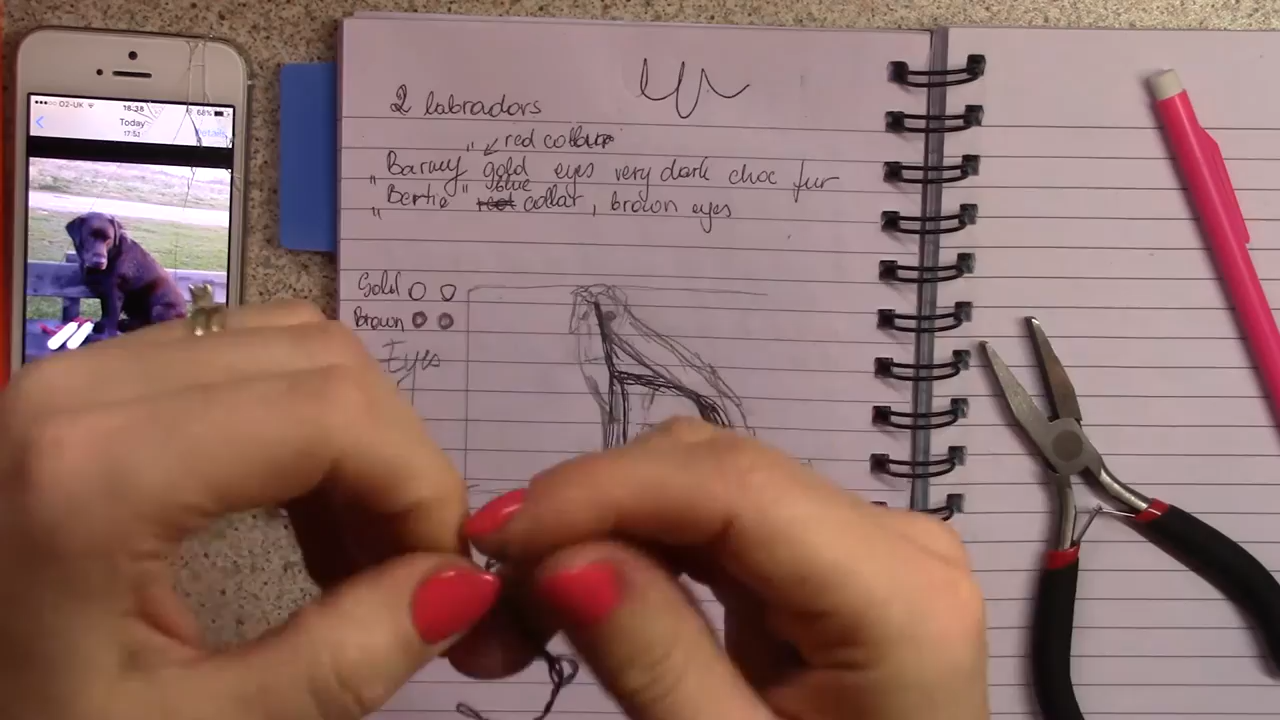 O2-UK 18:38 68%
Today
17:51
Details
2 labradors
" red collar
"Barney gold eyes very dark choc fur
blue
"Bertie" red collar, brown eyes
"
Gold
Brown
Eyes